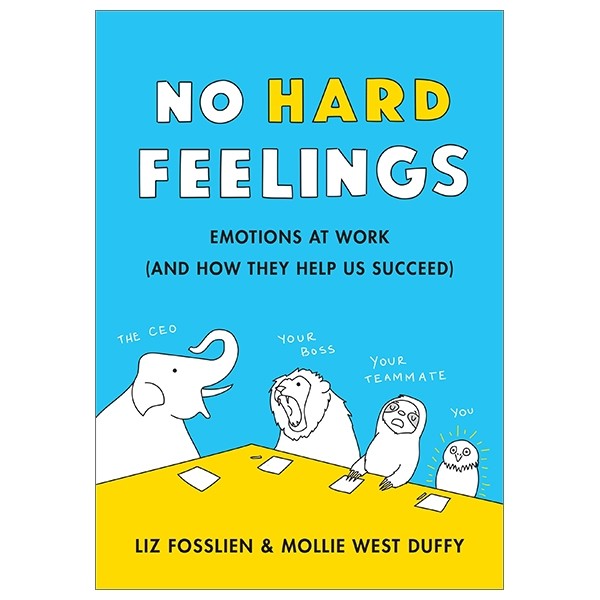 NO HARD
FEELINGS
EMOTIONS AT WORK
(AND HOW THEY HELP US SUCCEED)
THE CEO
YOUR
BOSS
YOUR
TEAMMATE
YOU
LIZ FOSSLIEN & MOLLIE WEST DUFFY